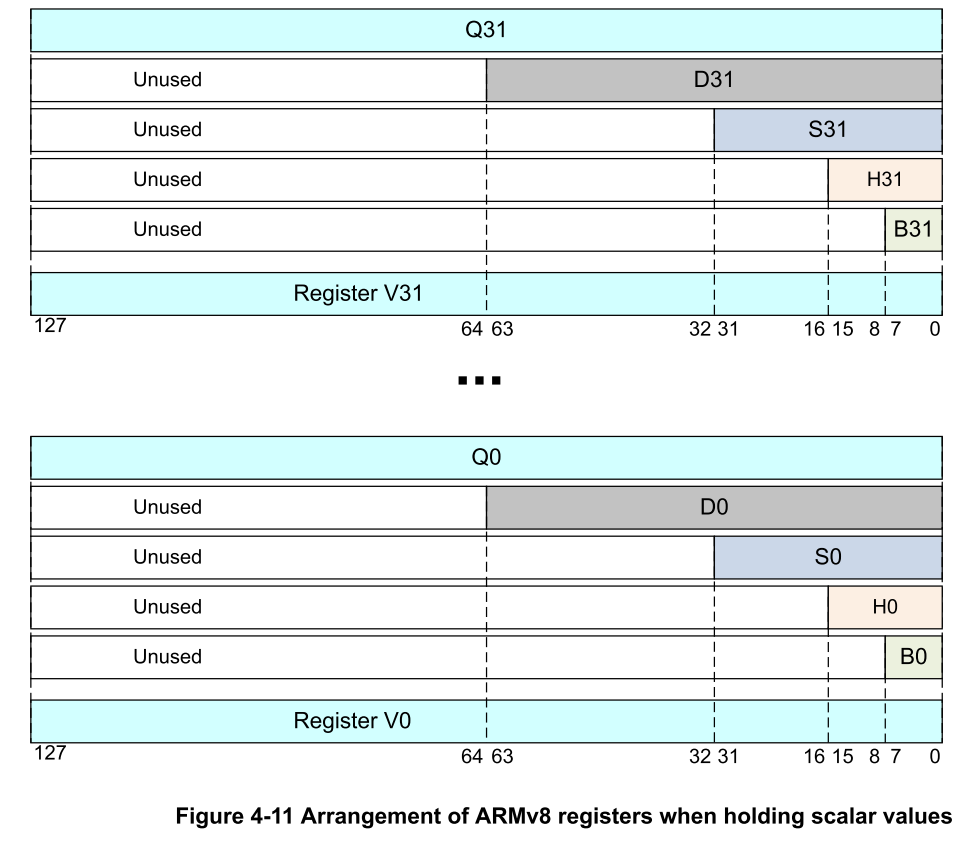 Q31
Unused D31
Unused S31
Unused H31
Unused B31
Register V31
127 64 63 32 31 16 15 8 7 0
...
Q0
Unused D0
Unused S0
Unused H0
Unused B0
Register V0
127 64 63 32 31 16 15 8 7 0
Figure 4-11 Arrangement of ARMv8 registers when holding scalar values